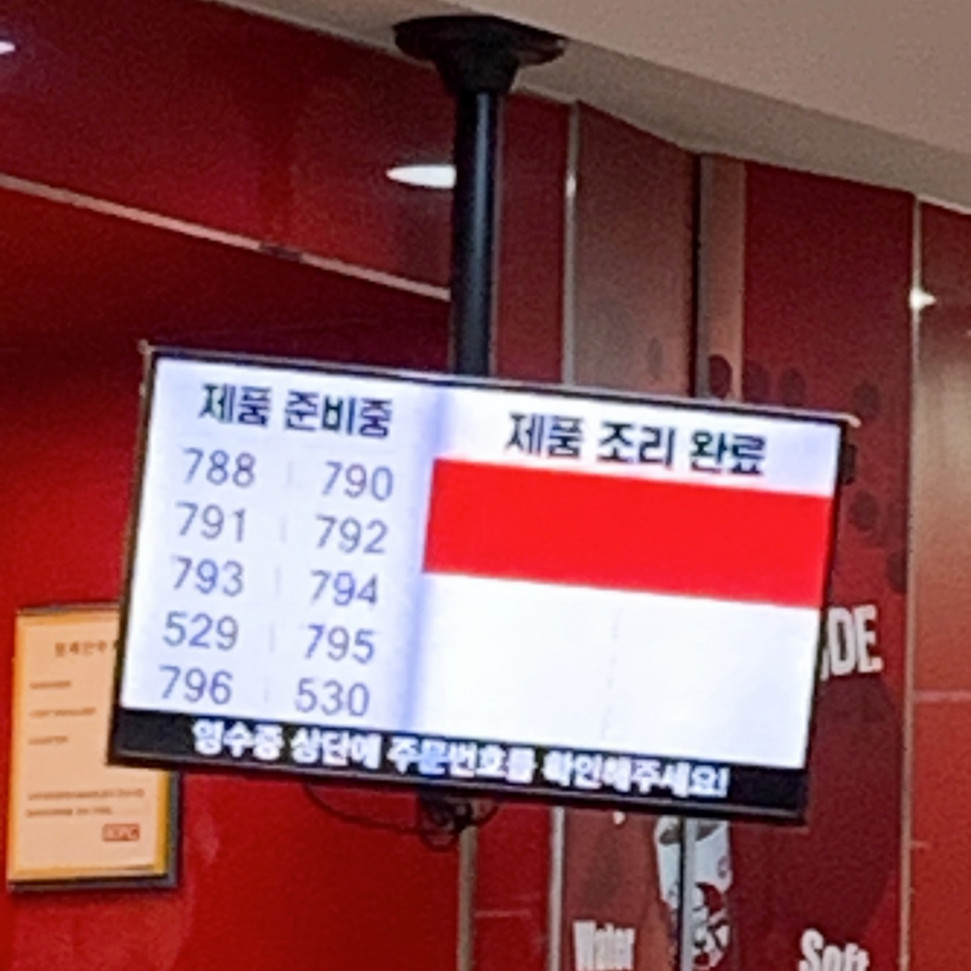 제품 준비중
제품 조리 완료
788 790
791 792
793 794
529 795
796 530
영수증 상단에 주문번호를 확인해주세요!
DE
Water
Soft